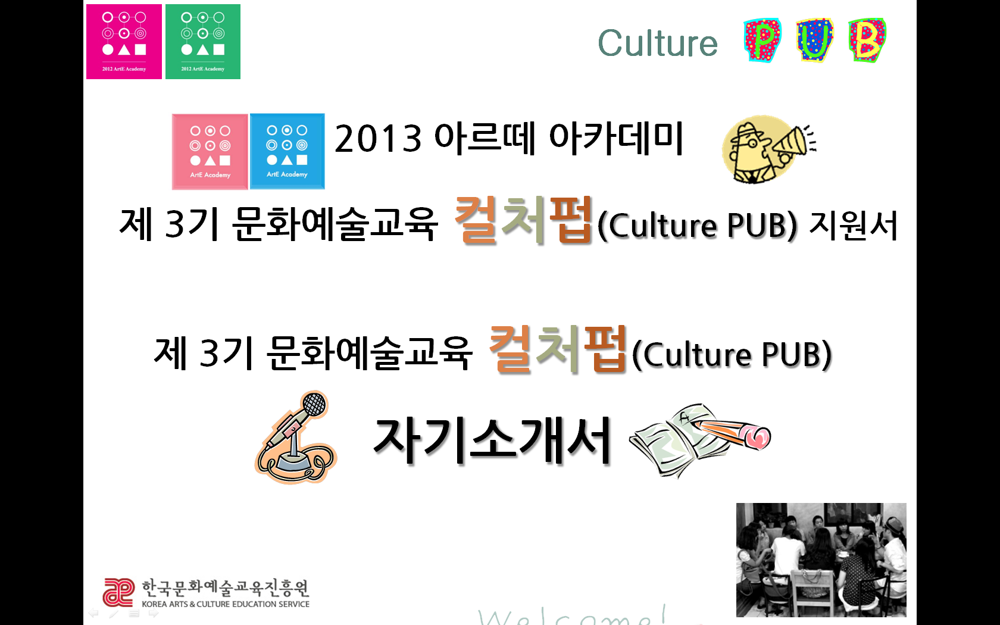 2012 ArtE Academy
2012 ArtE Academy
Culture PUB
ArtE Academy
ArtE Academy
2013 아르떼 아카데미
제 3기 문화예술교육 컬처펍(Culture PUB) 지원서
제 3기 문화예술교육 컬처펍(Culture PUB)
자기소개서
A
한국문화예술교육진흥원
KOREA ARTS & CULTURE EDUCATION SERVICE
Welcome!